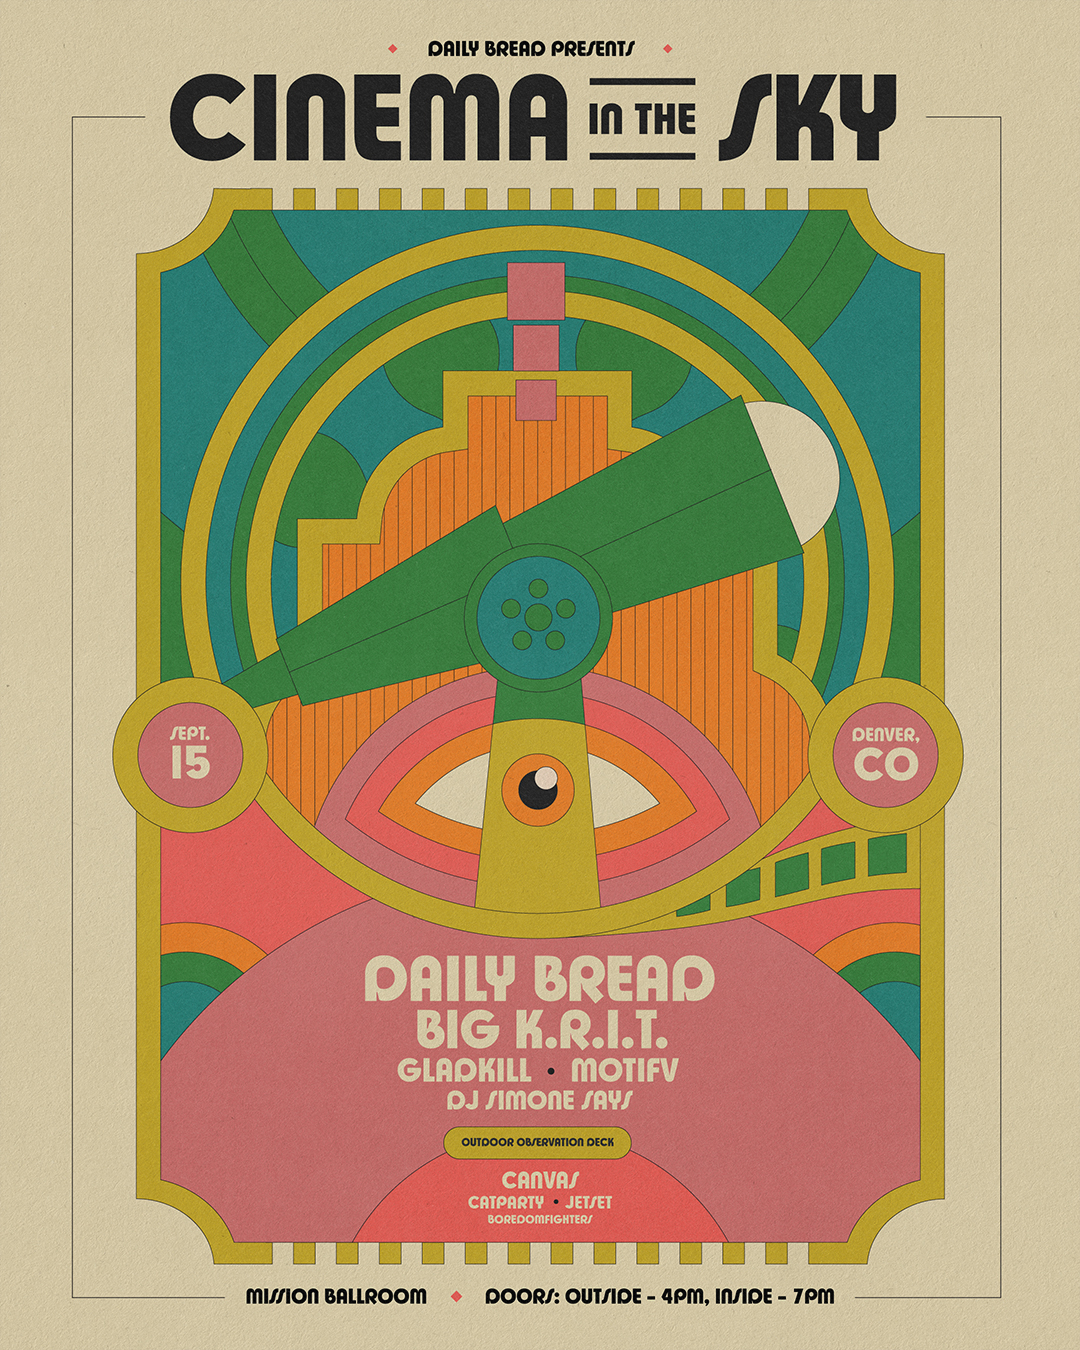 DAILY BREAD PRESENTS
CINEMA IN THE SKY
SEPT.
15
DENVER,
CO
DAILY BREAD
BIG K.R.I.T.
GLADKILL • MOTIFV
DJ SIMONE SAYS
OUTDOOR OBSERVATION DECK
CANVAS
CATPARTY • JETSET
BOREDOMFIGHTERS
MISSION BALLROOM ◆ DOORS: OUTSIDE - 4PM, INSIDE - 7PM